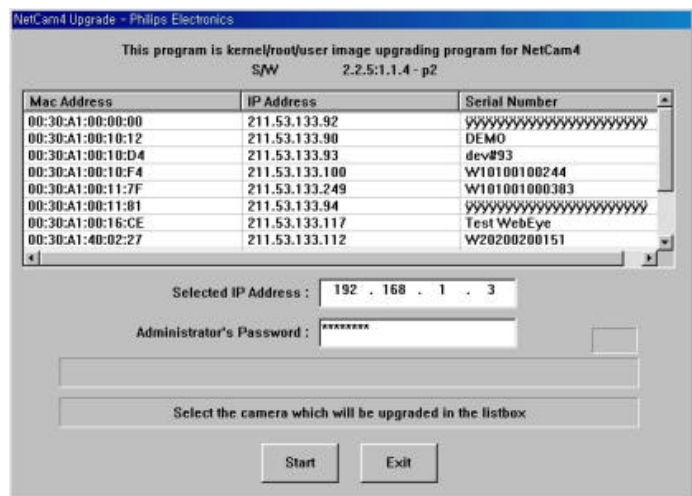 NetCam4 Upgrade - Philips Electronics
This program is kernel/root/user image upgrading program for NetCam4
S/W 2.2.5:1.1.4 - p2
Mac Address IP Address Serial Number
00:30:A1:00:00:00 211.53.133.92 ÿÿÿÿÿÿÿÿÿÿÿÿÿÿÿÿÿÿÿÿÿÿÿ
00:30:A1:00:10:12 211.53.133.90 DEMO
00:30:A1:00:10:D4 211.53.133.93 dev#93
00:30:A1:00:10:F4 211.53.133.100 W10100100244
00:30:A1:00:11:7F 211.53.133.249 W101001000383
00:30:A1:00:11:81 211.53.133.94 ÿÿÿÿÿÿÿÿÿÿÿÿÿÿÿÿÿÿÿÿÿÿÿ
00:30:A1:00:16:CE 211.53.133.117 Test WebEye
00:30:A1:40:02:27 211.53.133.112 W20200200151
Selected IP Address : 192 . 168 . 1 . 3
Administrator's Password : ********
Select the camera which will be upgraded in the listbox
Start Exit